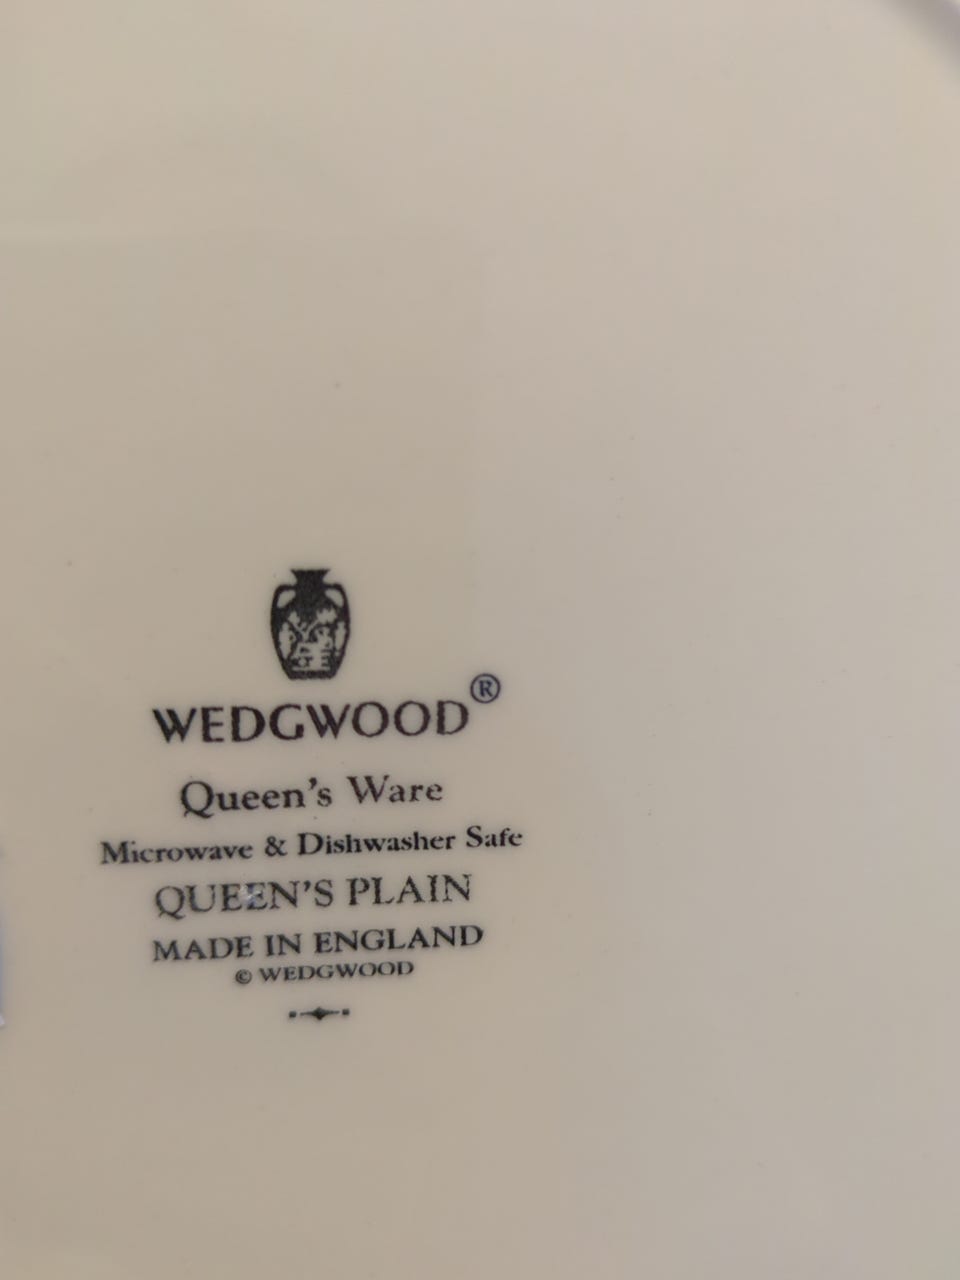 WEDGWOOD®
Queen's Ware
Microwave & Dishwasher Safe
QUEEN'S PLAIN
MADE IN ENGLAND
© WEDGWOOD